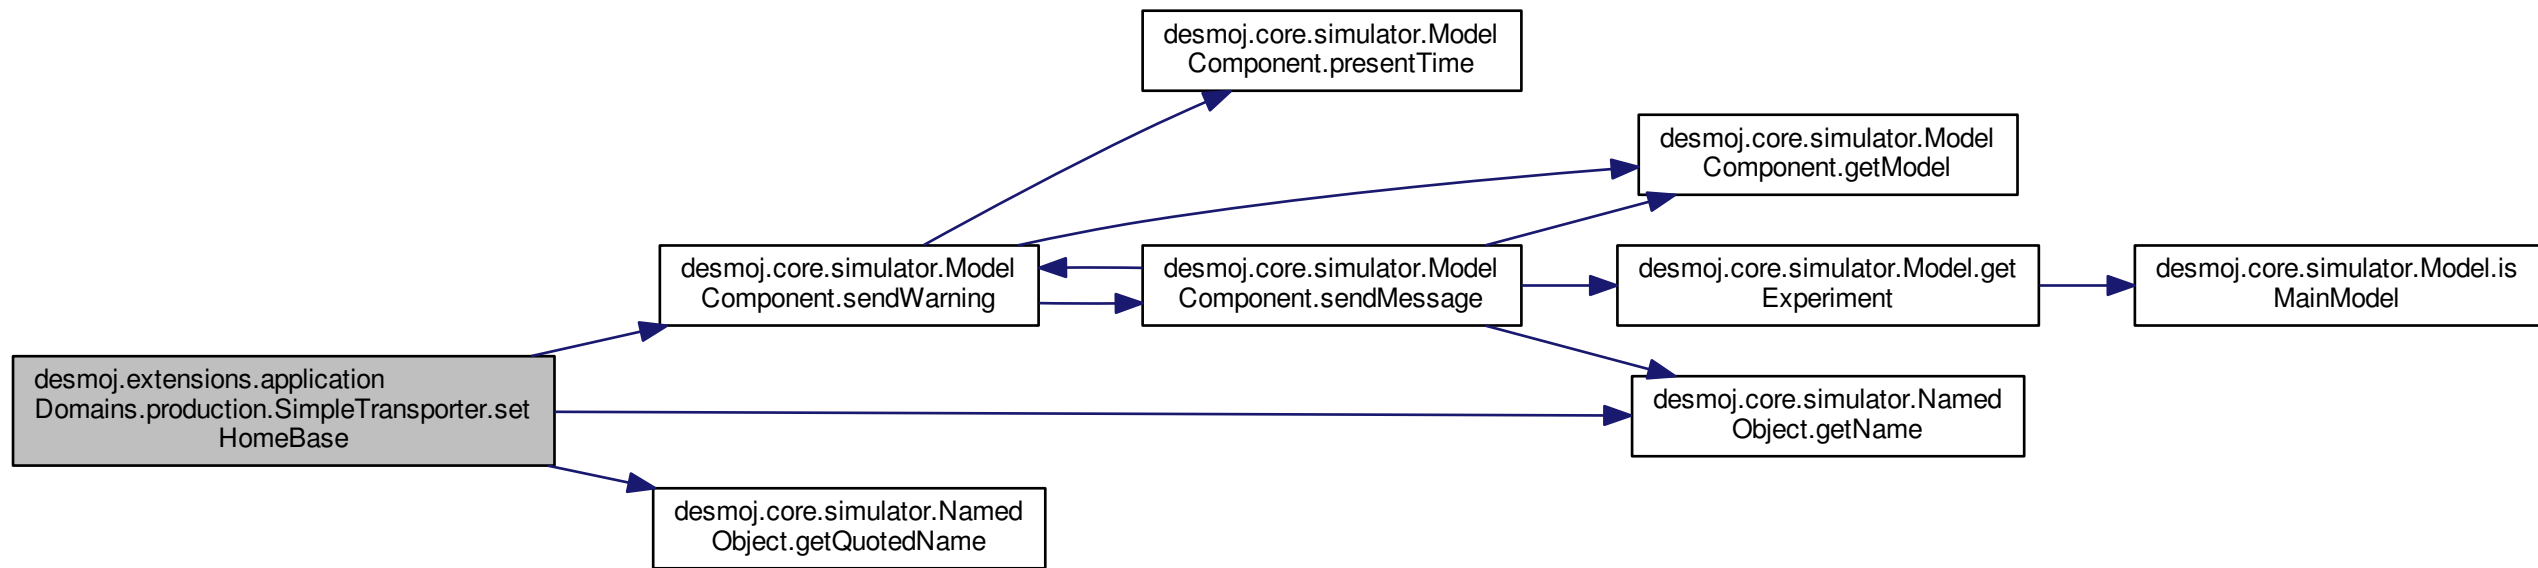 desmoj.core.simulator.Model
Component.presentTime
desmoj.core.simulator.Model
Component.getModel
desmoj.core.simulator.Model
Component.sendWarning
desmoj.core.simulator.Model
Component.sendMessage
desmoj.core.simulator.Model.get
Experiment
desmoj.core.simulator.Model.is
MainModel
desmoj.extensions.application
Domains.production.SimpleTransporter.set
HomeBase
desmoj.core.simulator.Named
Object.getName
desmoj.core.simulator.Named
Object.getQuotedName